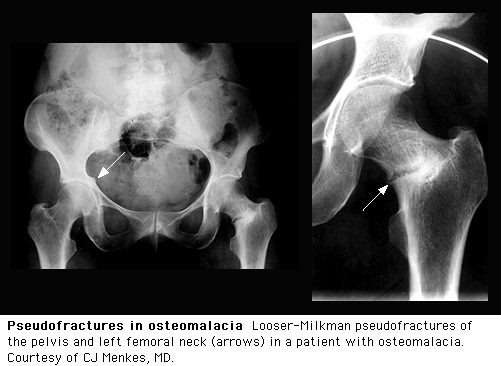 Pseudofractures in osteomalacia Looser-Milkman pseudofractures of
the pelvis and left femoral neck (arrows) in a patient with osteomalacia.
Courtesy of CJ Menkes, MD.